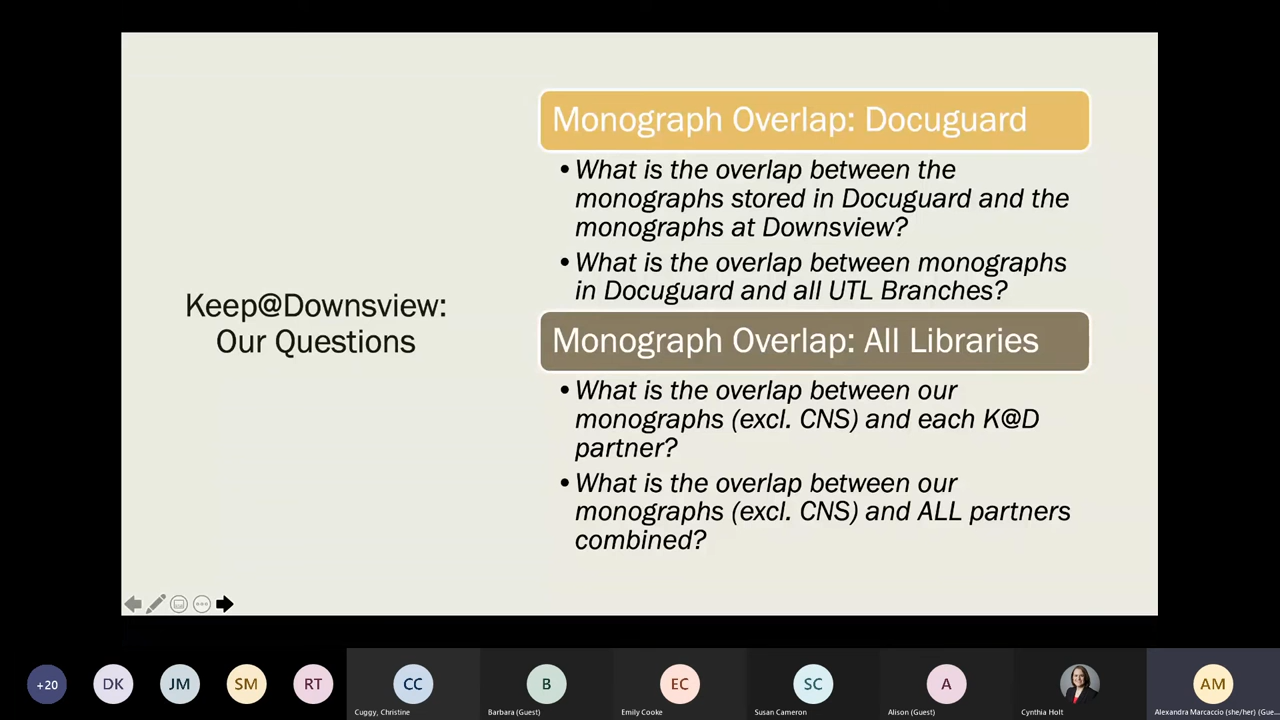 Keep@Downsview:
Our Questions
Monograph Overlap: Docuguard
•What is the overlap between the
monographs stored in Docuguard and the
monographs at Downsview?
•What is the overlap between monographs
in Docuguard and all UTL Branches?
Monograph Overlap: All Libraries
•What is the overlap between our
monographs (excl. CNS) and each K@D
partner?
•What is the overlap between our
monographs (excl. CNS) and ALL partners
combined?
+20
DK
JM
SM
RT
CC
Cuggy, Christine
B
Barbara (Guest)
EC
Emily Cooke
SC
Susan Cameron
A
Alison (Guest)
Cynthia Holt
AM
Alexandra Marcaccio (she/her) (Gue...